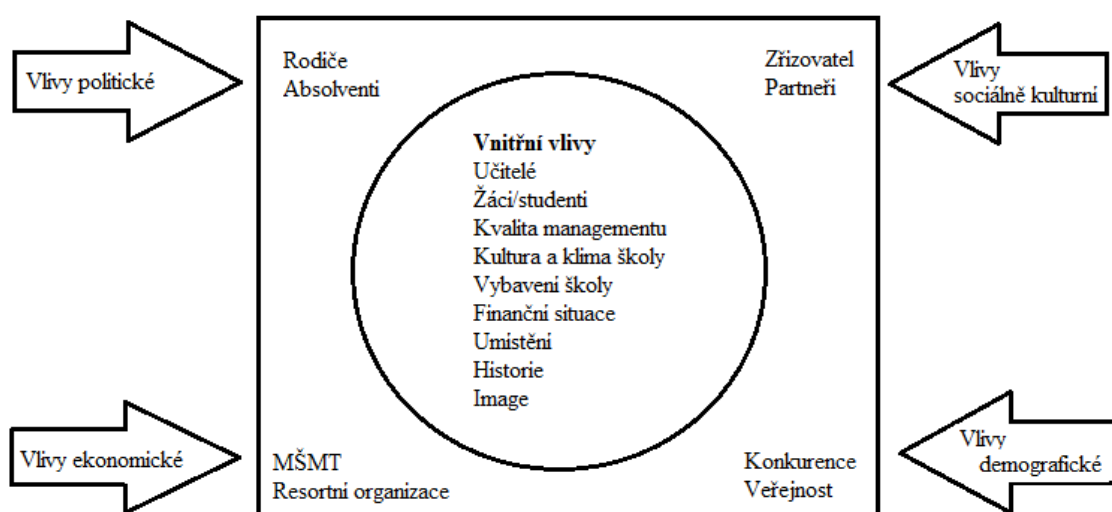 Vlivy politické
Rodiče
Absolventi
Zřizovatel
Partneři
Vlivy
sociálně kulturní
Vnitřní vlivy
Učitelé
Žáci/studenti
Kvalita managementu
Kultura a klima školy
Vybavení školy
Finanční situace
Umístění
Historie
Image
Vlivy ekonomické
MŠMT
Resortní organizace
Konkurence
Veřejnost
Vlivy
demografické